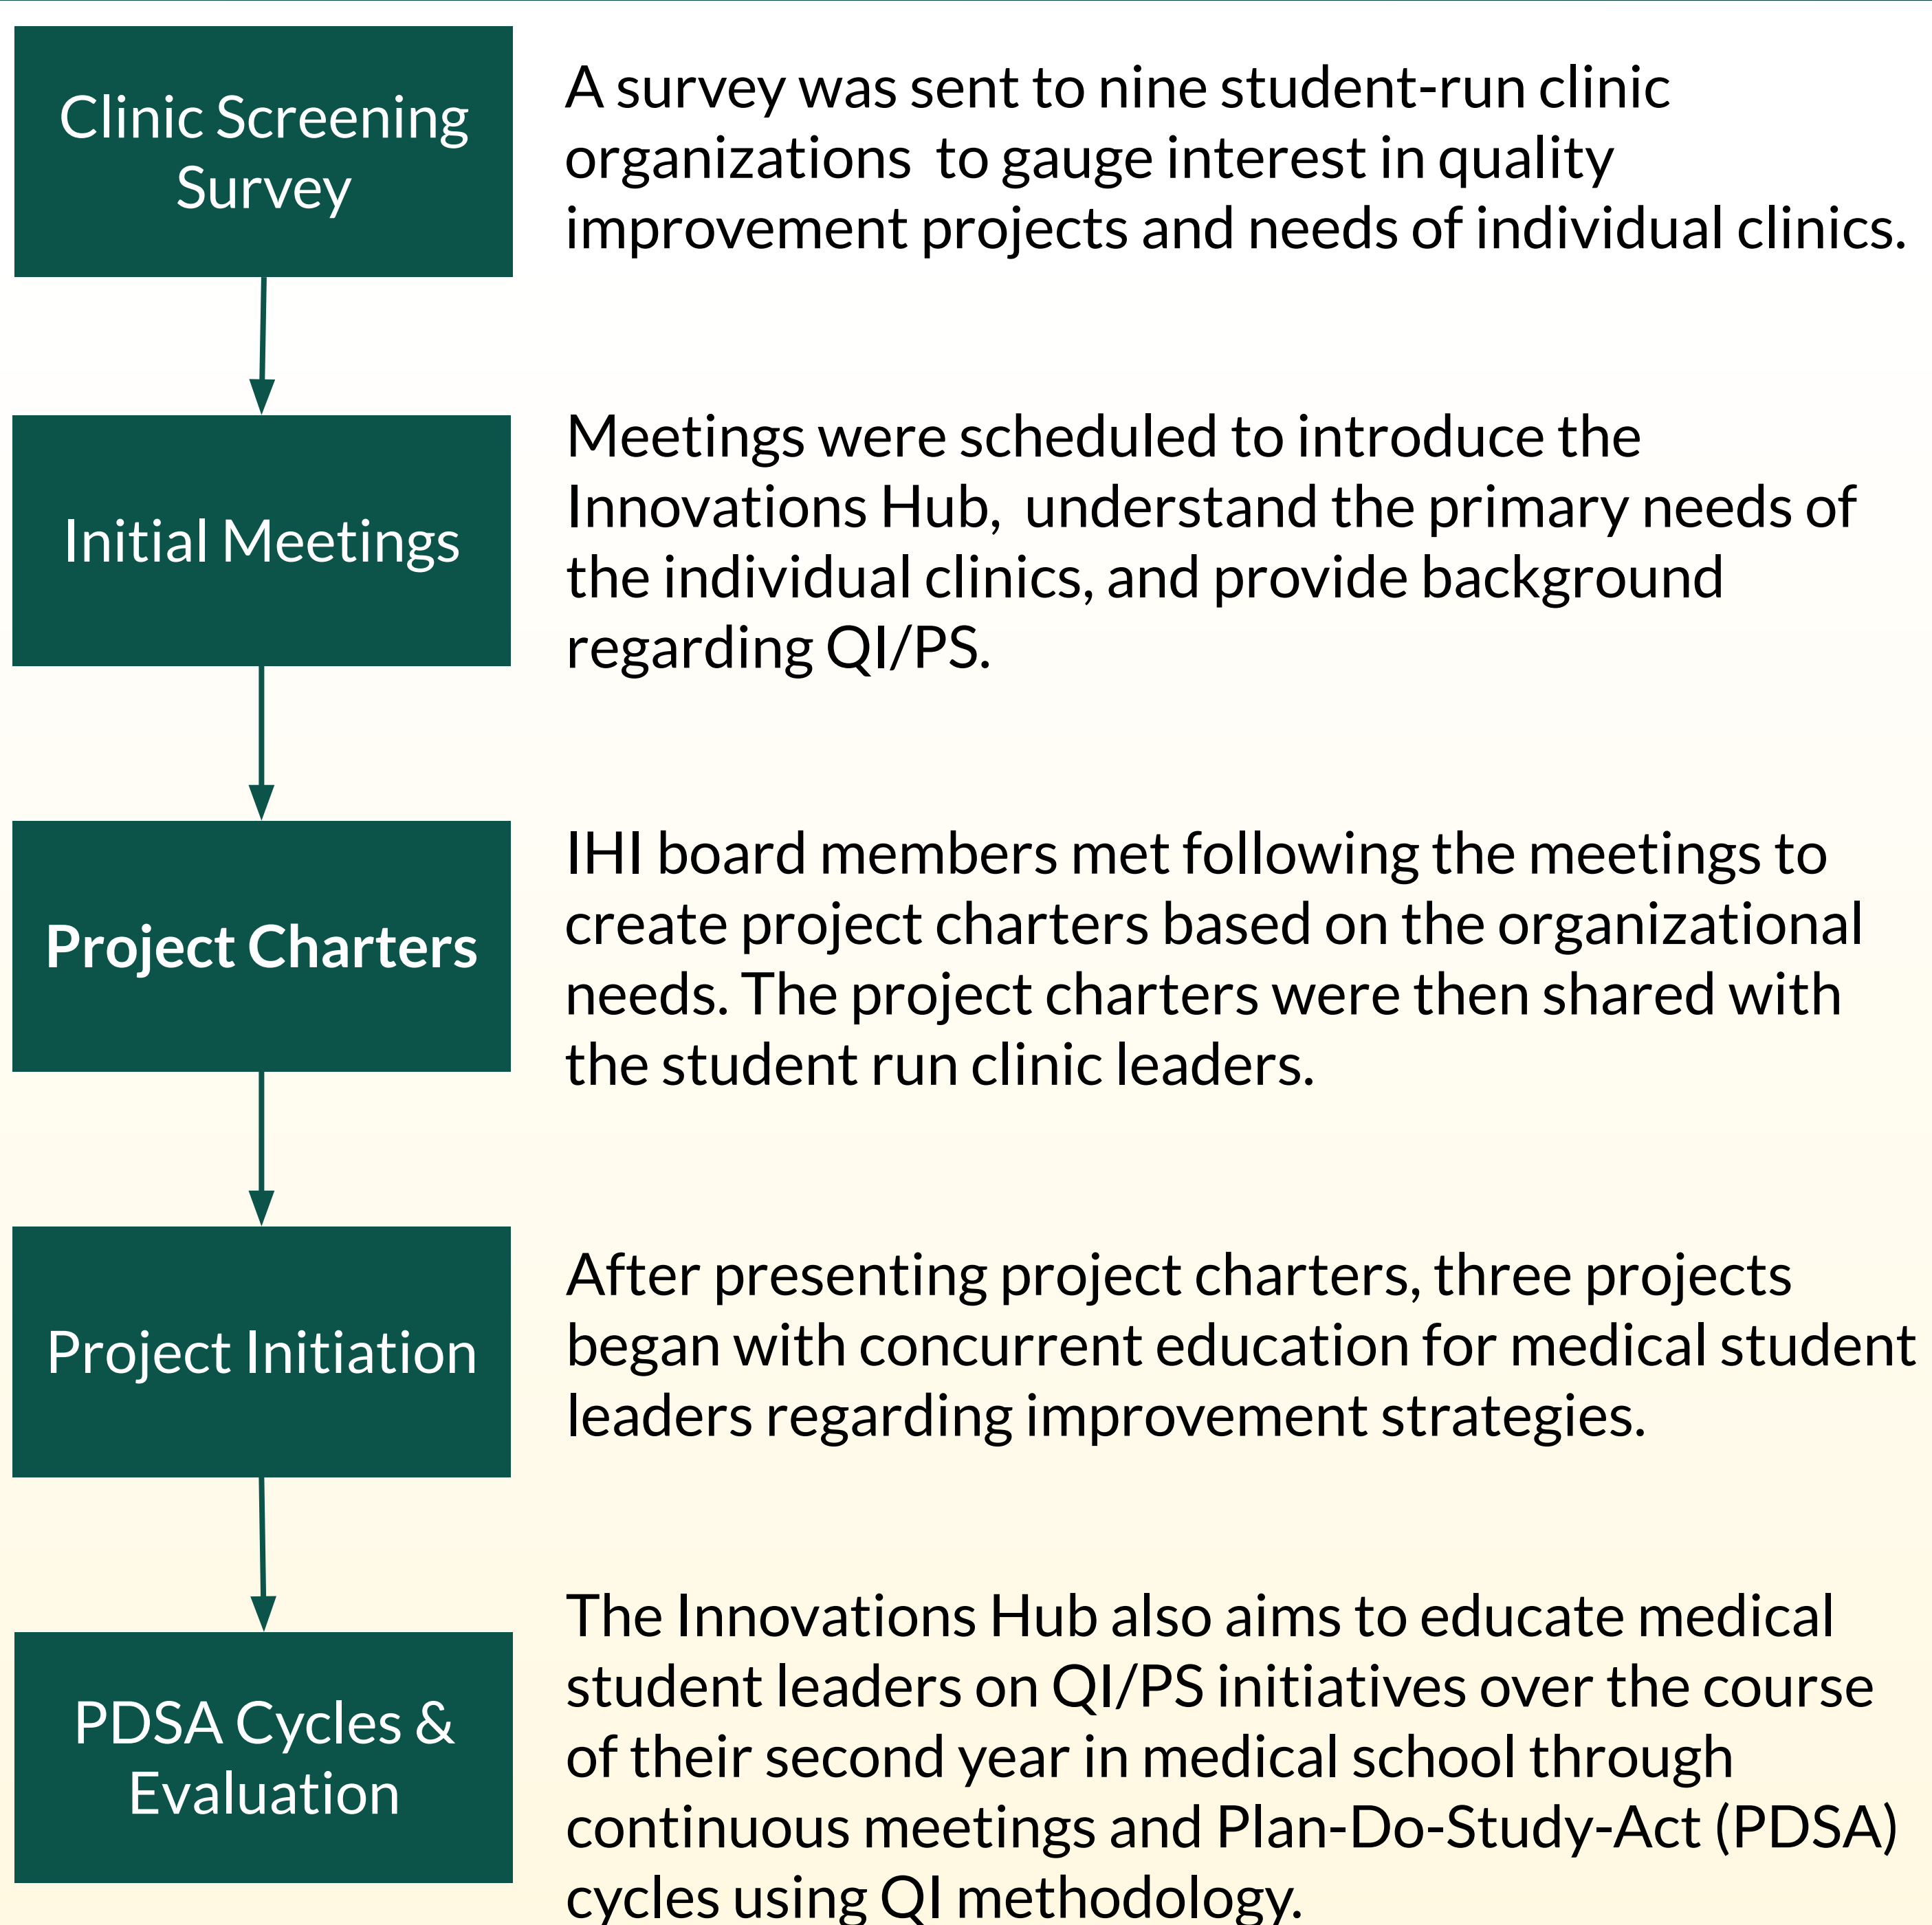 Clinic Screening
Survey
A survey was sent to nine student-run clinic
organizations  to gauge interest in quality
improvement projects and needs of individual clinics.
Initial Meetings
Meetings were scheduled to introduce the
Innovations Hub,  understand the primary needs of
the individual clinics, and provide background
regarding QI/PS.
Project Charters
IHI board members met following the meetings to
create project charters based on the organizational
needs. The project charters were then shared with
the student run clinic leaders.
Project Initiation
After presenting project charters, three projects
began with concurrent education for medical student
leaders regarding improvement strategies.
PDSA Cycles &
Evaluation
The Innovations Hub also aims to educate medical
student leaders on QI/PS initiatives over the course
of their second year in medical school through
continuous meetings and Plan-Do-Study-Act (PDSA)
cycles using QI methodology.